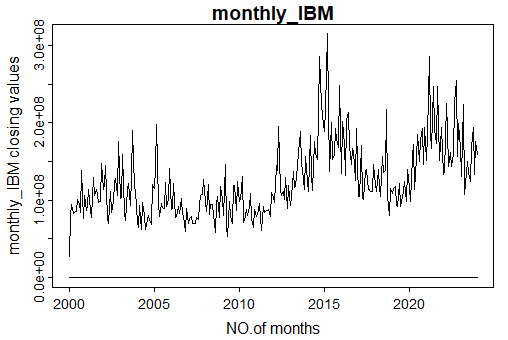 monthly_IBM
monthly_IBM closing values
3.0e+08
2.0e+08
1.0e+08
0.0e+00
2000 2005 2010 2015 2020
NO.of months